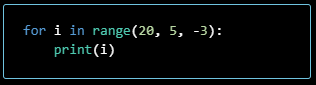 for i in range(20, 5, -3):
    print(i)